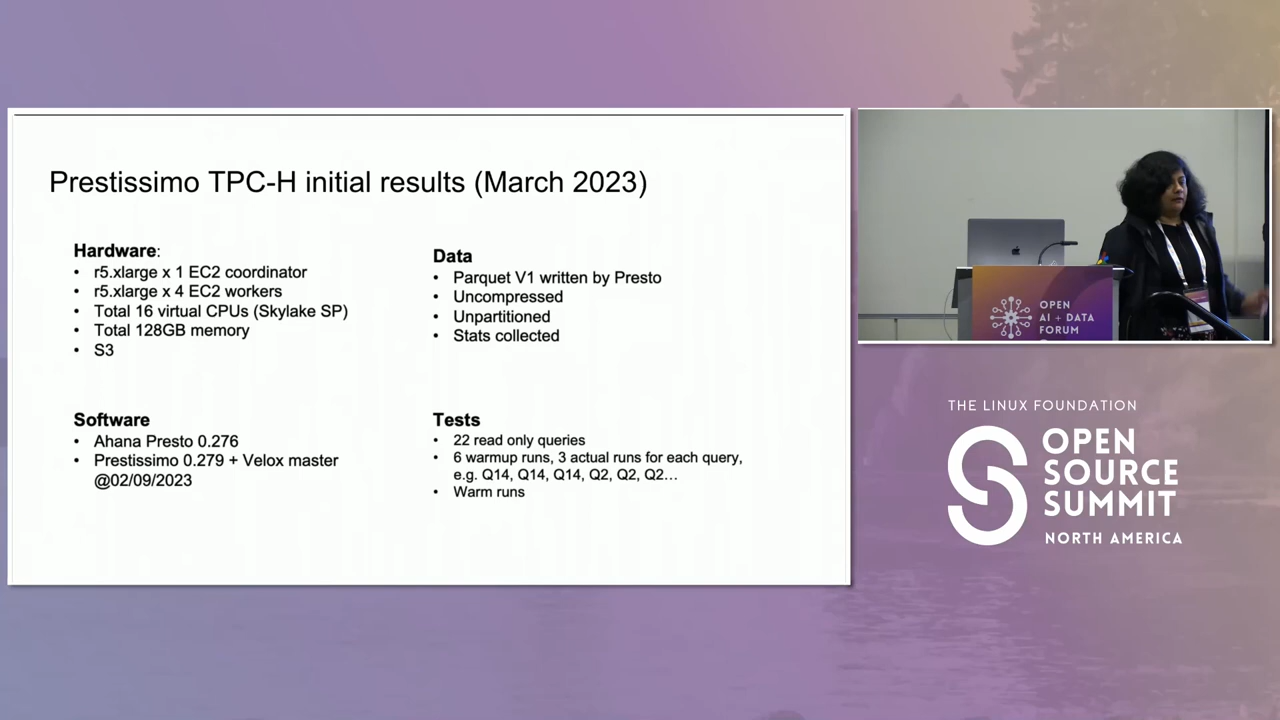 Prestissimo TPC-H initial results (March 2023)
Hardware:
• r5.xlarge x 1 EC2 coordinator
• r5.xlarge x 4 EC2 workers
• Total 16 virtual CPUs (Skylake SP)
• Total 128GB memory
• S3
Data
• Parquet V1 written by Presto
• Uncompressed
• Unpartitioned
• Stats collected
Software
• Ahana Presto 0.276
• Prestissimo 0.279 + Velox master
@02/09/2023
Tests
• 22 read only queries
• 6 warmup runs, 3 actual runs for each query,
e.g. Q14, Q14, Q14, Q2, Q2, Q2…
• Warm runs
OPEN
AI + DATA
FORUM
THE LINUX FOUNDATION
OPEN
SOURCE
SUMMIT
NORTH AMERICA